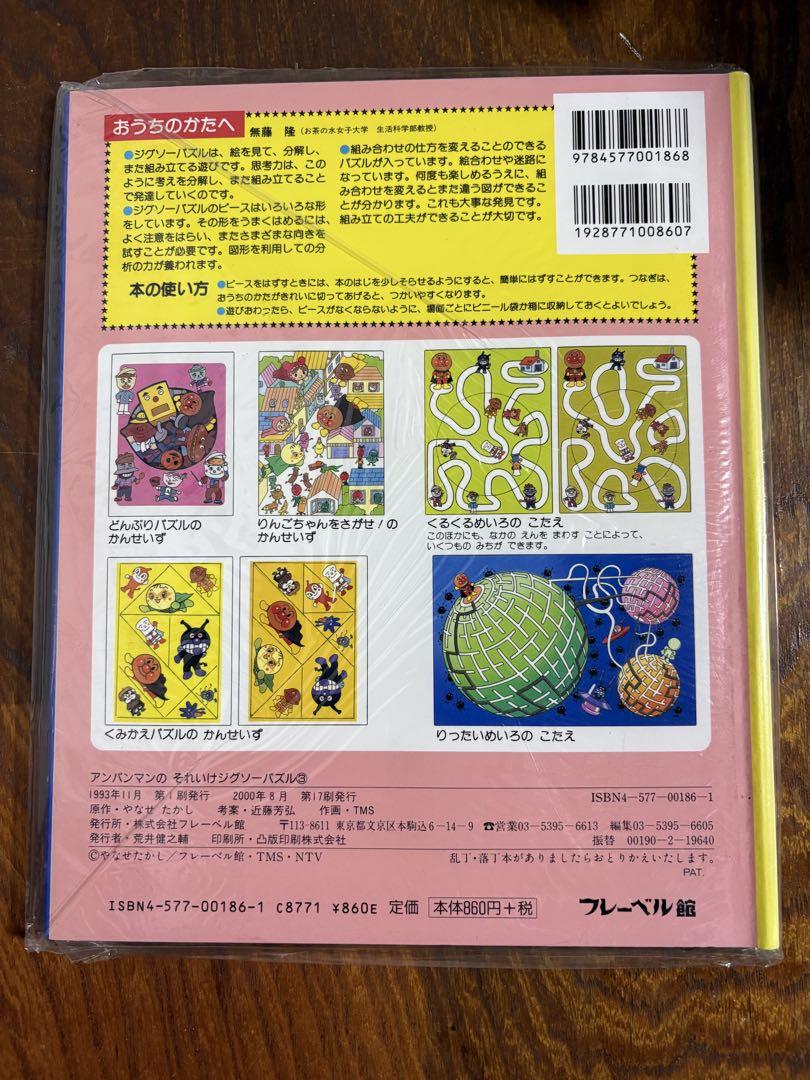 おうちのかたへ 無藤 隆（お茶の水女子大学 生活科学部教授）
●ジグソーパズルは、絵を見て、分解し、
また組み立てる遊びです。思考力は、この
ように考えを分解し、また組み立てること
で発達していくのです。
●ジグソーパズルのピースはいろいろな形
をしています。その形をうまくはめるには、
よく注意をはらい、またさまざまな向きを
試すことが必要です。図形を利用しての分
析の力が養われます。
●組み合わせの仕方を変えることのできる
パズルが入っています。絵合わせや迷路に
なっています。何度も楽しめるうえに、組
み合わせを変えるとまた違う図ができるこ
とが分かります。これも大事な発見です。
組み立ての工夫ができることが大切です。
9784577001868
1928771008607
本の使い方 ●ピースをはずすときには、本のはじを少しそらせるようにすると、簡単にはずすことができます。つなぎは、
おうちのかたがきれいに切ってあげると、つかいやすくなります。
●遊びおわったら、ピースがなくならないように、場面ごとにビニール袋か箱に収納しておくとよいでしょう。
どんぶりパズルの
かんせいず
りんごちゃんをさがせ！の
かんせいず
くるくるめいろの こたえ
このほかにも、なかの えんを まわす ことによって、
いくつもの みちが できます。
くみかえパズルの かんせいず
りったいめいろの こたえ
アンパンマンの それいけジグソーパズル③
1993年11月 第1刷発行 2000年8月 第17刷発行
ISBN4-577-00186-1
原作・やなせ たかし 考案・近藤芳弘 作画・TMS
発行所・株式会社フレーベル館 〒113-8611 東京都文京区本駒込6-14-9 ☎営業03-5395-6613 編集03-5395-6605
発行者・荒井健之輔 印刷所・凸版印刷株式会社
振替 00190-2-19640
©やなせたかし／フレーベル館・TMS・NTV
乱丁・落丁本がありましたらおとりかえいたします。
PAT.
ISBN4-577-00186-1 C8771 ¥860E 定価 本体860円+税 フレーベル館